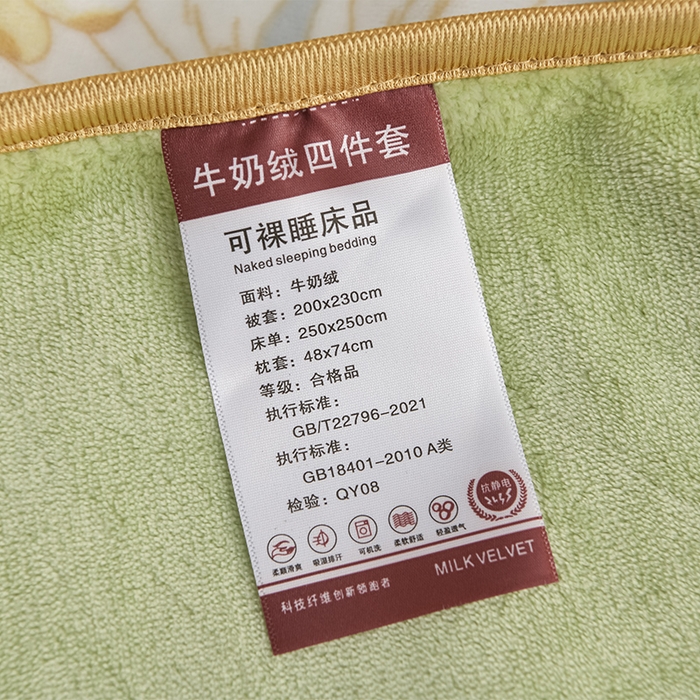 牛奶绒四件套
可裸睡床品
Naked sleeping bedding
面料：牛奶绒
被套：200x230cm
床单：250x250cm
枕套：48x74cm
等级：合格品
执行标准：
GB/T22796-2021
执行标准：
GB18401-2010 A类
检验：QY08
抗静电
柔顺滑爽
吸湿排汗
可机洗
柔软舒适
轻盈透气
MILK VELVET
科技纤维创新领跑者